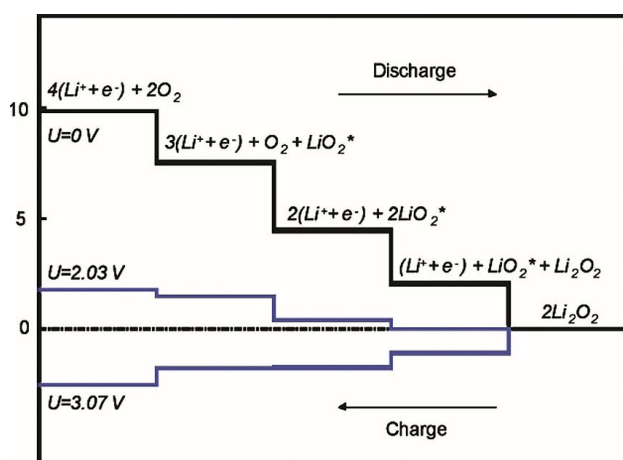 4(Li⁺+e⁻) + 2O₂
Discharge
10
U=0 V
3(Li⁺+e⁻) + O₂ + LiO₂*
5
2(Li⁺+e⁻) + 2LiO₂*
(Li⁺+e⁻) + LiO₂* + Li₂O₂
U=2.03 V
2Li₂O₂
0
U=3.07 V
Charge